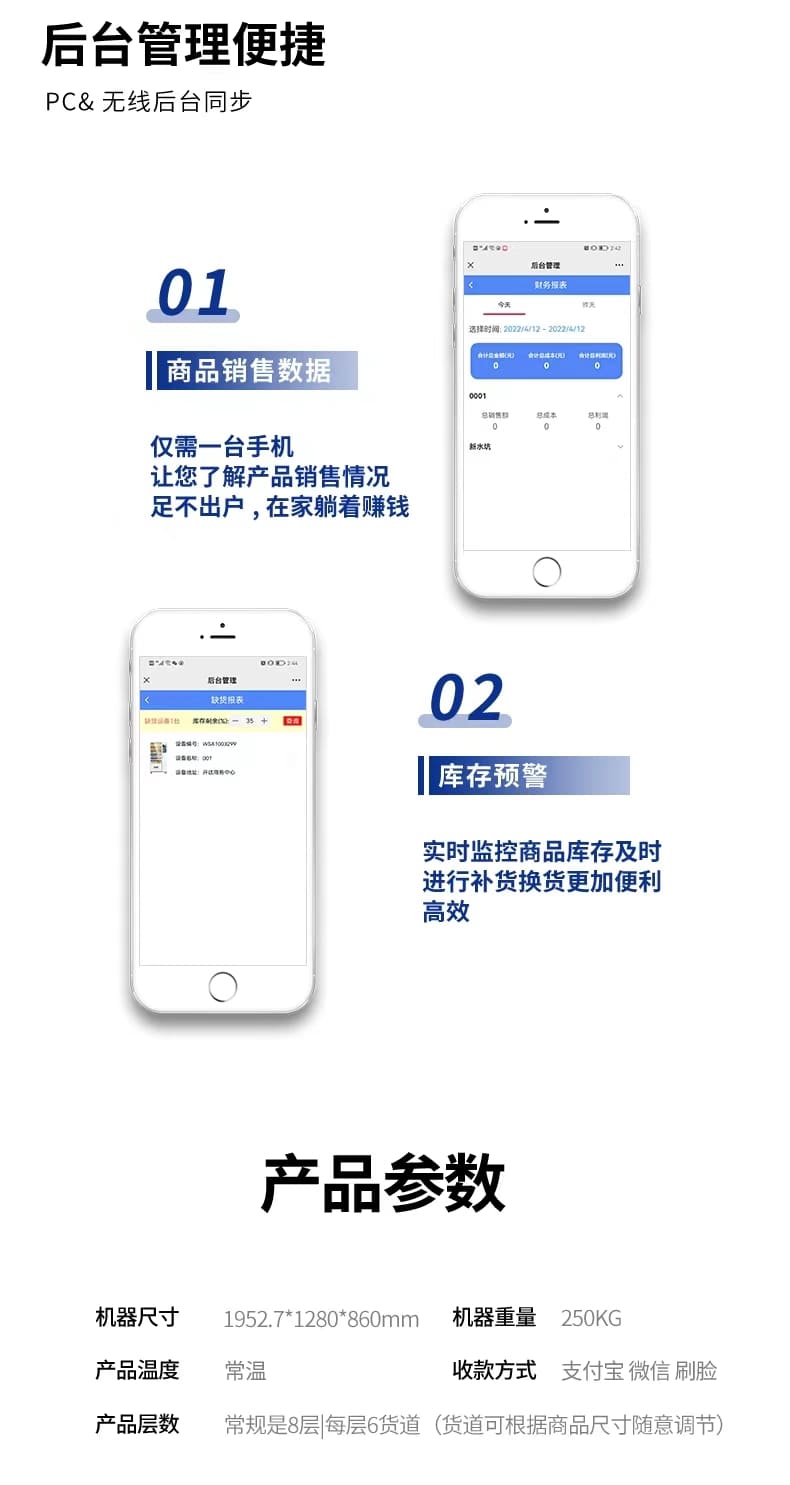 后台管理便捷
PC& 无线后台同步
01
商品销售数据
仅需一台手机
让您了解产品销售情况
足不出户，在家躺着赚钱
2:42
后台管理
财务报表
今天 昨天
选择时间: 2022/4/12 - 2022/4/12
合计总金额(元) 合计总成本(元) 合计总利润(元)
0 0 0
0001
总销售额 总成本 总利润
0 0 0
新水坑
2:44
后台管理
缺货报表
缺货设备1台 库存剩余(%): - 35 + 查询
设备编号: WSA1003299
设备名称: 001
设备地址:
02
库存预警
实时监控商品库存及时
进行补货换货更加便利
高效
产品参数
机器尺寸 1952.7*1280*860mm 机器重量 250KG
产品温度 常温 收款方式 支付宝 微信 刷脸
产品层数 常规是8层|每层6货道（货道可根据商品尺寸随意调节）